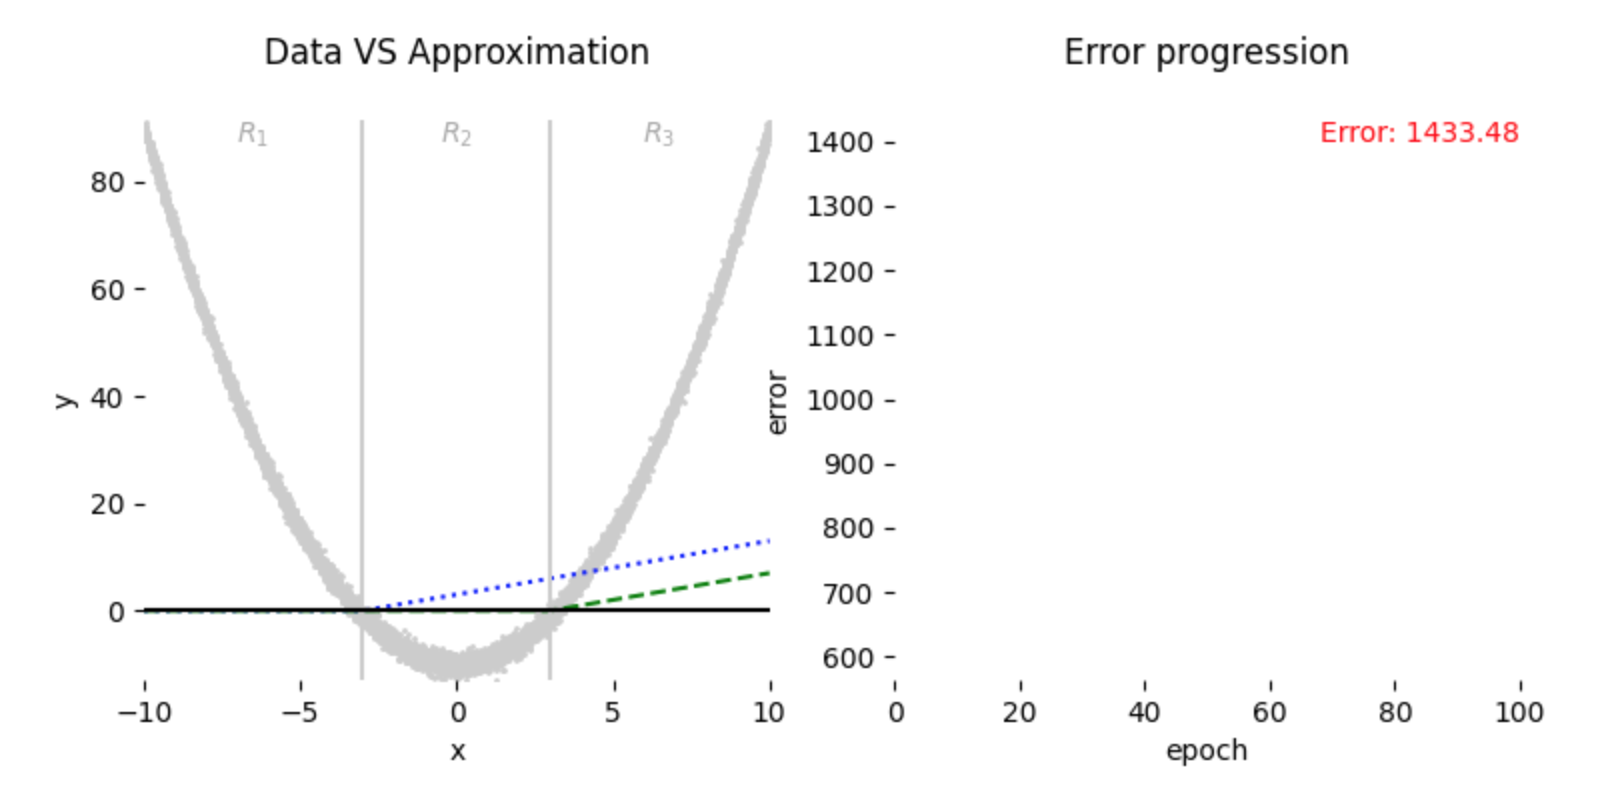 Data VS Approximation
R1 R2 R3
80
60
40
20
0
y
−10 −5 0 5 10
x
Error progression
Error: 1433.48
1400
1300
1200
1100
1000
900
800
700
600
error
0 20 40 60 80 100
epoch